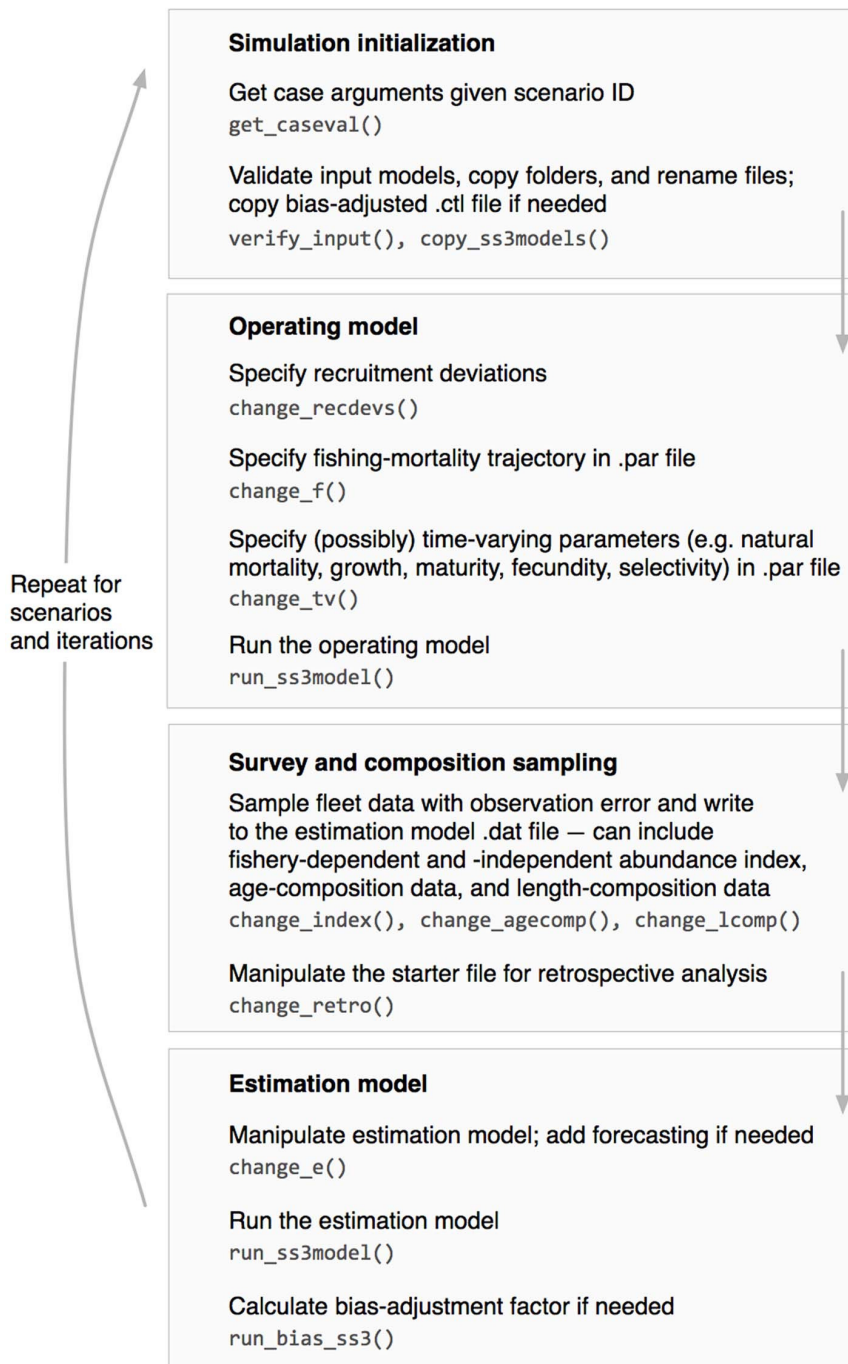 Simulation initialization
Get case arguments given scenario ID
get_caseval()
Validate input models, copy folders, and rename files;
copy bias-adjusted .ctl file if needed
verify_input(), copy_ss3models()
Operating model
Specify recruitment deviations
change_recdevs()
Specify fishing-mortality trajectory in .par file
change_f()
Specify (possibly) time-varying parameters (e.g. natural
mortality, growth, maturity, fecundity, selectivity) in .par file
change_tv()
Run the operating model
run_ss3model()
Repeat for
scenarios
and iterations
Survey and composition sampling
Sample fleet data with observation error and write
to the estimation model .dat file — can include
fishery-dependent and -independent abundance index,
age-composition data, and length-composition data
change_index(), change_agecomp(), change_lcomp()
Manipulate the starter file for retrospective analysis
change_retro()
Estimation model
Manipulate estimation model; add forecasting if needed
change_e()
Run the estimation model
run_ss3model()
Calculate bias-adjustment factor if needed
run_bias_ss3()